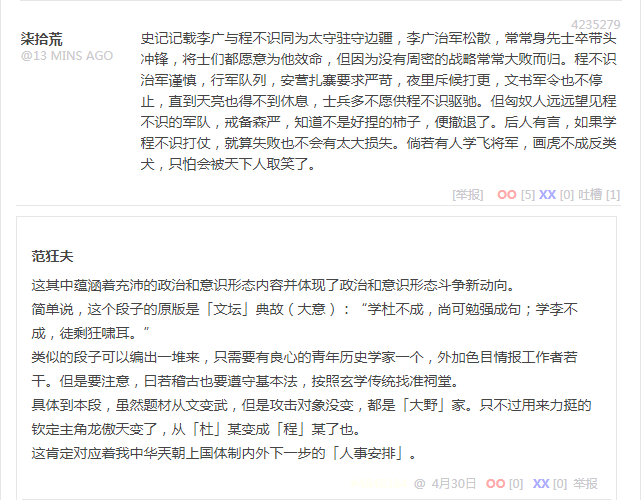 4235279
柒拾荒
@13 MINS AGO
史记记载李广与程不识同为太守驻守边疆，李广治军松散，常常身先士卒带头
冲锋，将士们都愿意为他效命，但因为没有周密的战略常常大败而归。程不识
治军谨慎，行军队列，安营扎寨要求严苛，夜里斥候打更，文书军令也不停
止，直到天亮也得不到休息，士兵多不愿供程不识驱驰。但匈奴人远远望见程
不识的军队，戒备森严，知道不是好捏的柿子，便撤退了。后人有言，如果学
程不识打仗，就算失败也不会有太大损失。倘若有人学飞将军，画虎不成反类
犬，只怕会被天下人取笑了。
[举报] OO [5] XX [0] 吐槽 [1]
范狂夫
这其中蕴涵着充沛的政治和意识形态内容并体现了政治和意识形态斗争新动向。
简单说，这个段子的原版是「文坛」典故（大意）：“学杜不成，尚可勉强成句；学李不
成，徒剩狂啸耳。”
类似的段子可以编出一堆来，只需要有良心的青年历史学家一个，外加色目情报工作者若
干。但是要注意，曰若稽古也要遵守基本法，按照玄学传统找准祠堂。
具体到本段，虽然题材从文变武，但是攻击对象没变，都是「大野」家。只不过用来力挺的
钦定主角龙傲天变了，从「杜」某变成「程」某了也。
这肯定对应着我中华天朝上国体制内外下一步的「人事安排」。
@ 4月30日 OO [0] XX [0] 举报